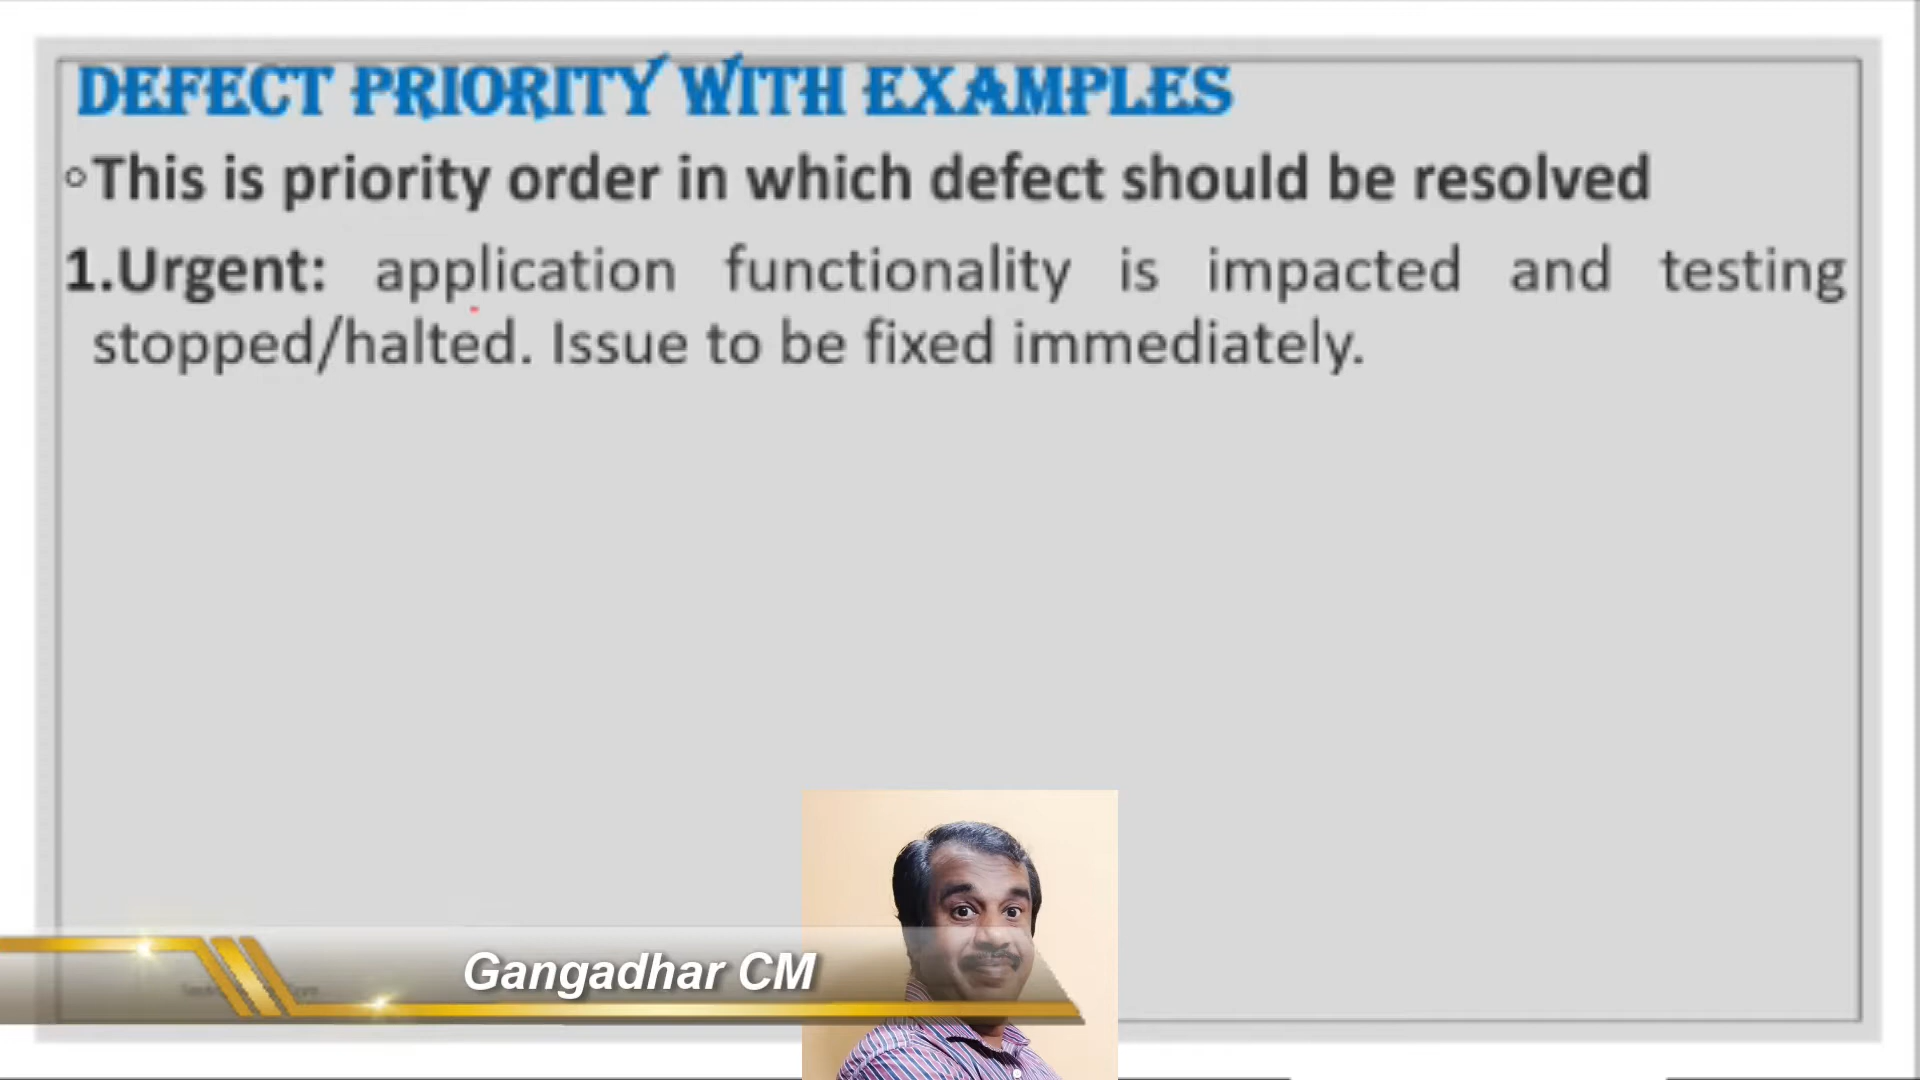 DEFECT PRIORITY WITH EXAMPLES
◦This is priority order in which defect should be resolved
1.Urgent: application functionality is impacted and testing
stopped/halted. Issue to be fixed immediately.
Gangadhar CM